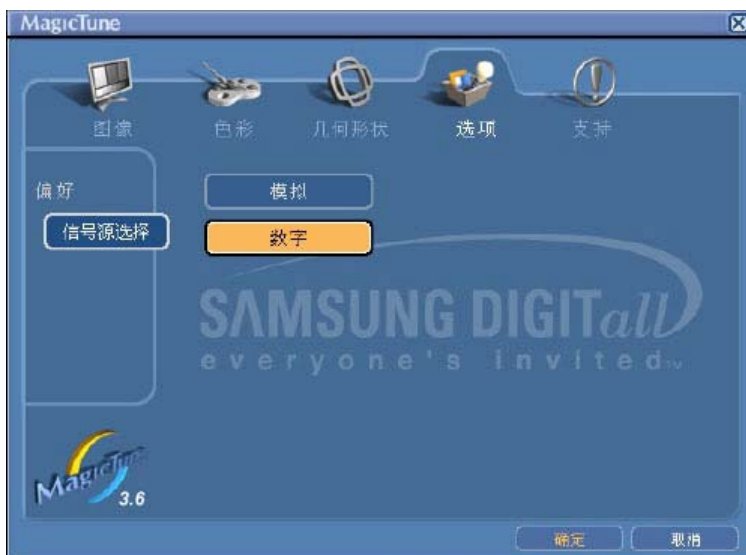 MagicTune
图像 色彩 几何形状 选项 支持
偏好
信号源选择
模拟
数字
SAMSUNG DIGITall
everyone's invited™
MagicTune
3.6
确定 取消